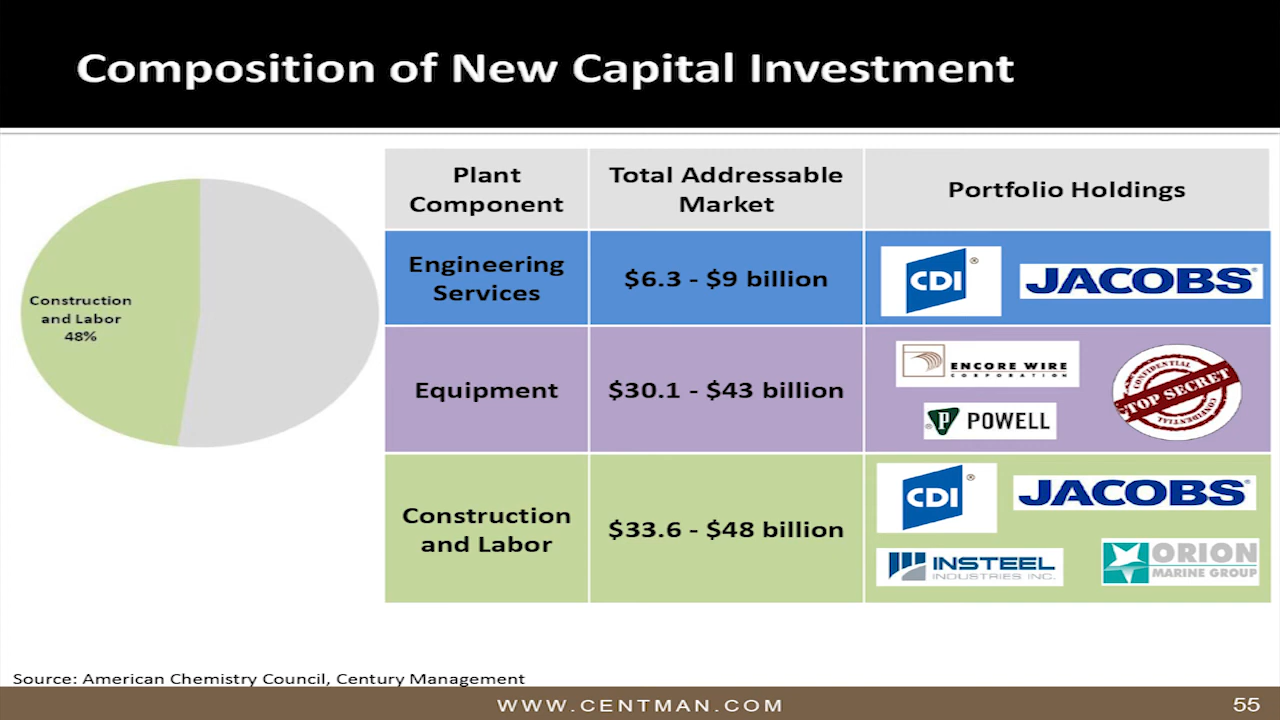 Composition of New Capital Investment
Construction
and Labor
48%
Plant
Component
Total Addressable
Market
Portfolio Holdings
Engineering
Services
$6.3 - $9 billion
CDI®
JACOBS®
Equipment
$30.1 - $43 billion
ENCORE WIRE
CORPORATION
® P POWELL
CONFIDENTIAL
TOP SECRET
CONFIDENTIAL
Construction
and Labor
$33.6 - $48 billion
CDI®
JACOBS®
INSTEEL
INDUSTRIES INC.
ORION
MARINE GROUP
Source: American Chemistry Council, Century Management
WWW.CENTMAN.COM
55